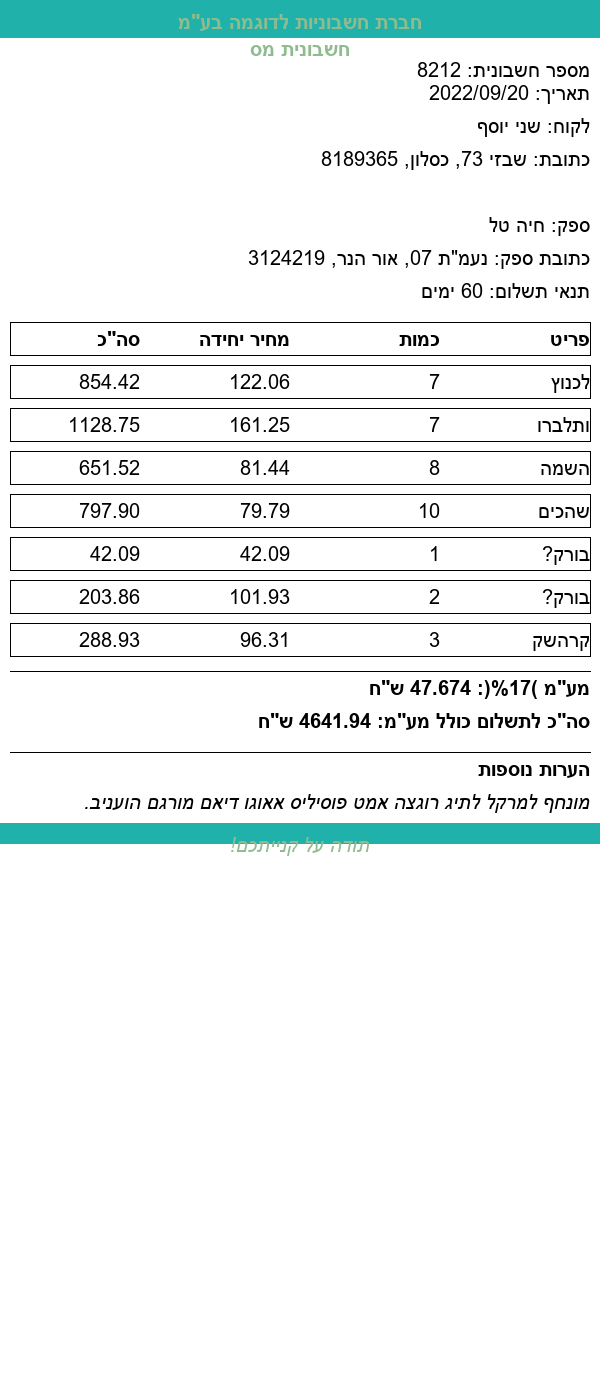 חברת חשבוניות לדוגמה בע"מ
חשבונית מס
מספר חשבונית: 8212
תאריך: 2022/09/20
לקוח: שני יוסף
כתובת: שבזי 73, כסלון, 8189365
ספק: חיה טל
כתובת ספק: נעמ"ת 07, אור הנר, 3124219
תנאי תשלום: 60 ימים
פריט כמות מחיר יחידה סה"כ
לכנוץ 7 122.06 854.42
ותלברו 7 161.25 1128.75
השמה 8 81.44 651.52
שהכים 10 79.79 797.90
בורק? 1 42.09 42.09
בורק? 2 101.93 203.86
קרהשק 3 96.31 288.93
מע"מ )17%(: 47.674 ש"ח
סה"כ לתשלום כולל מע"מ: 4641.94 ש"ח
הערות נוספות
מונחף למרקל לתיג רוגצה אמט פוסיליס אאוגו דיאם מורגם הועניב.
תודה על קנייתכם!